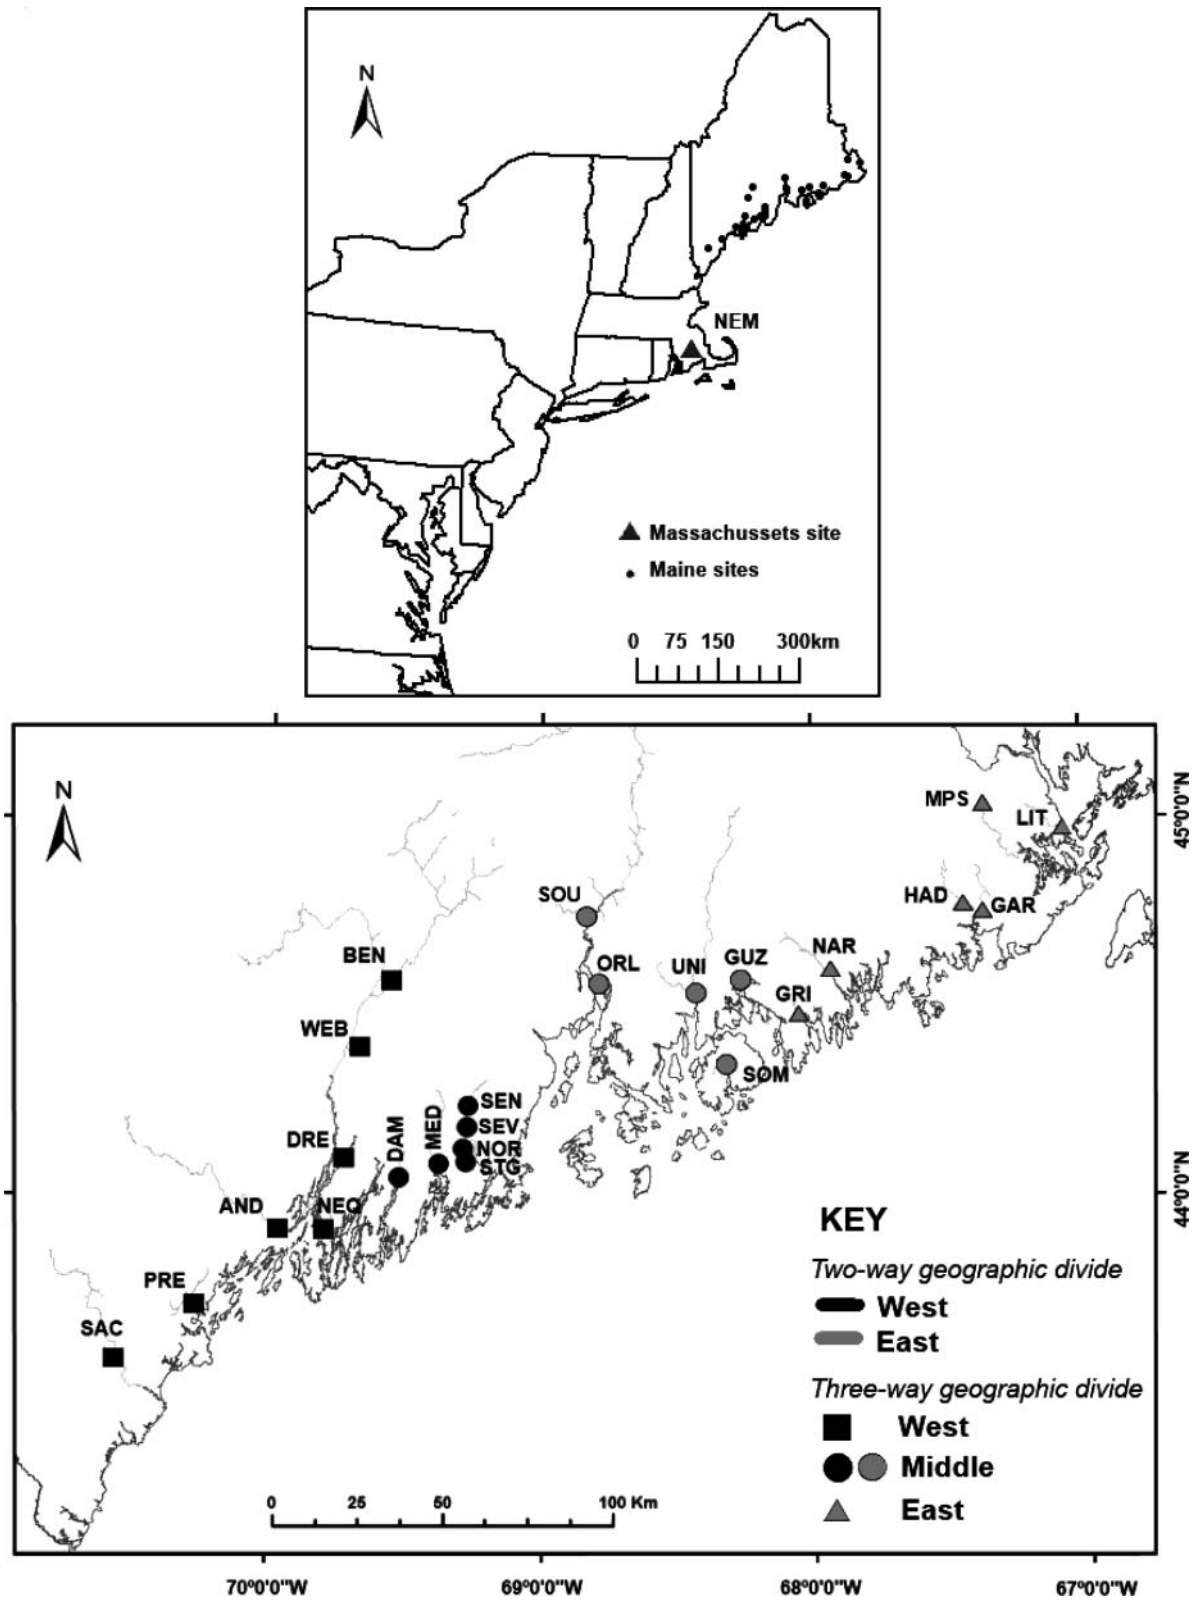 N
NEM
Massachussets site
Maine sites
0 75 150 300km
N
MPS
LIT
45°0'0"N
SOU
HAD
GAR
BEN
ORL
UNI
GUZ
NAR
GRI
WEB
SOM
SEN
SEV
DRE
DAM
MED
NOR
STG
44°0'0"N
AND
NEQ
KEY
Two-way geographic divide
PRE
West
SAC
East
Three-way geographic divide
West
Middle
0 25 50 100 Km
East
70°0'0"W 69°0'0"W 68°0'0"W 67°0'0"W